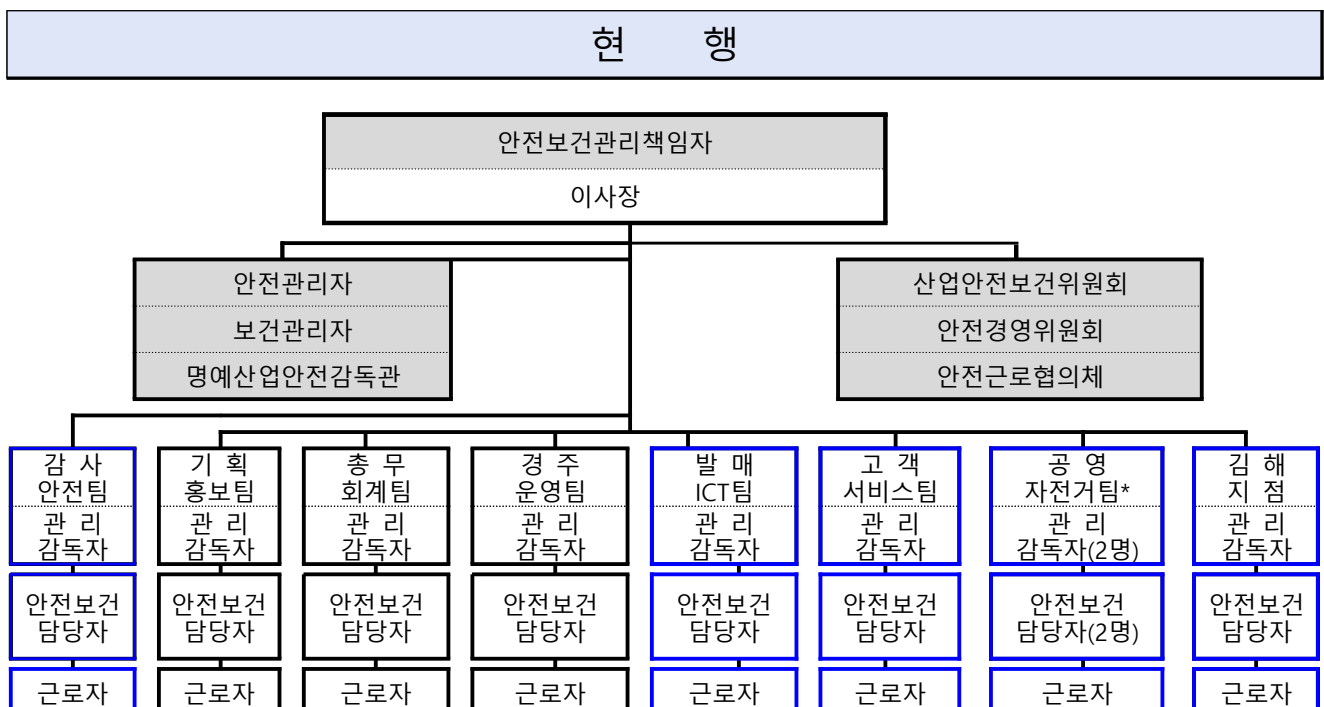 현 행
안전보건관리책임자
이사장
안전관리자
보건관리자
명예산업안전감독관
산업안전보건위원회
안전경영위원회
안전근로협의체
감 사
안전팀
관 리
감독자
안전보건
담당자
근로자
기 획
홍보팀
관 리
감독자
안전보건
담당자
근로자
총 무
회계팀
관 리
감독자
안전보건
담당자
근로자
경 주
운영팀
관 리
감독자
안전보건
담당자
근로자
발 매
ICT팀
관 리
감독자
안전보건
담당자
근로자
고 객
서비스팀
관 리
감독자
안전보건
담당자
근로자
공 영
자전거팀*
관 리
감독자(2명)
안전보건
담당자(2명)
근로자
김 해
지 점
관 리
감독자
안전보건
담당자
근로자